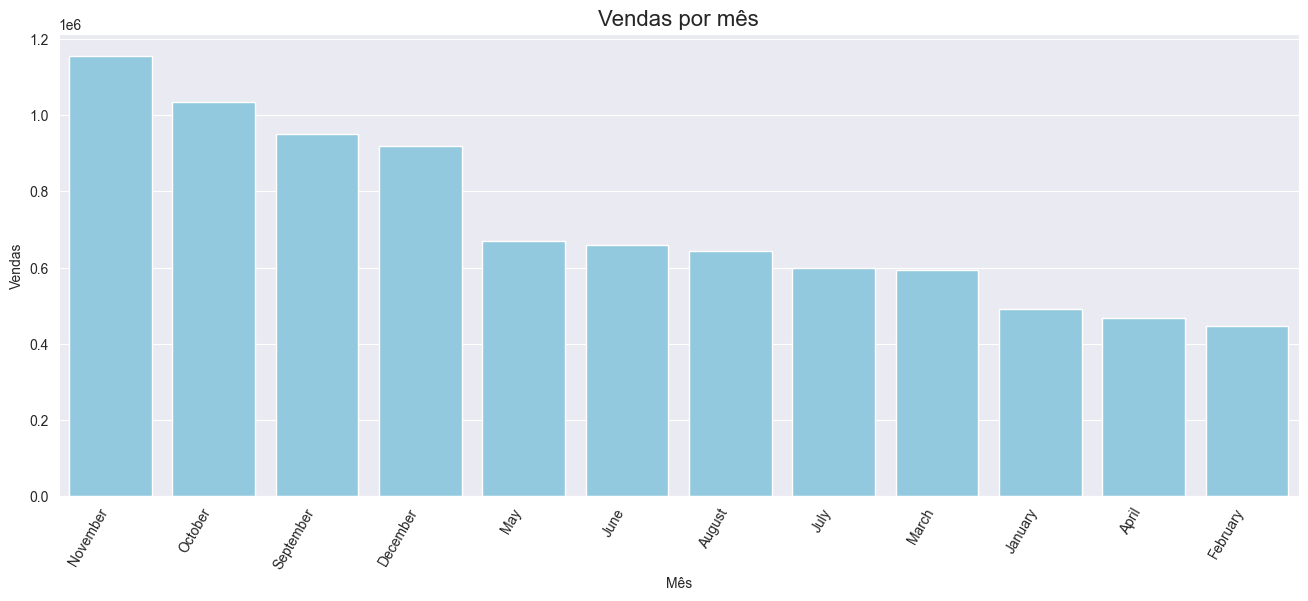 Vendas por mês
1e6
1.2
1.0
0.8
0.6
0.4
0.2
0.0
Vendas
November
October
September
December
May
June
August
July
March
January
April
February
Mês